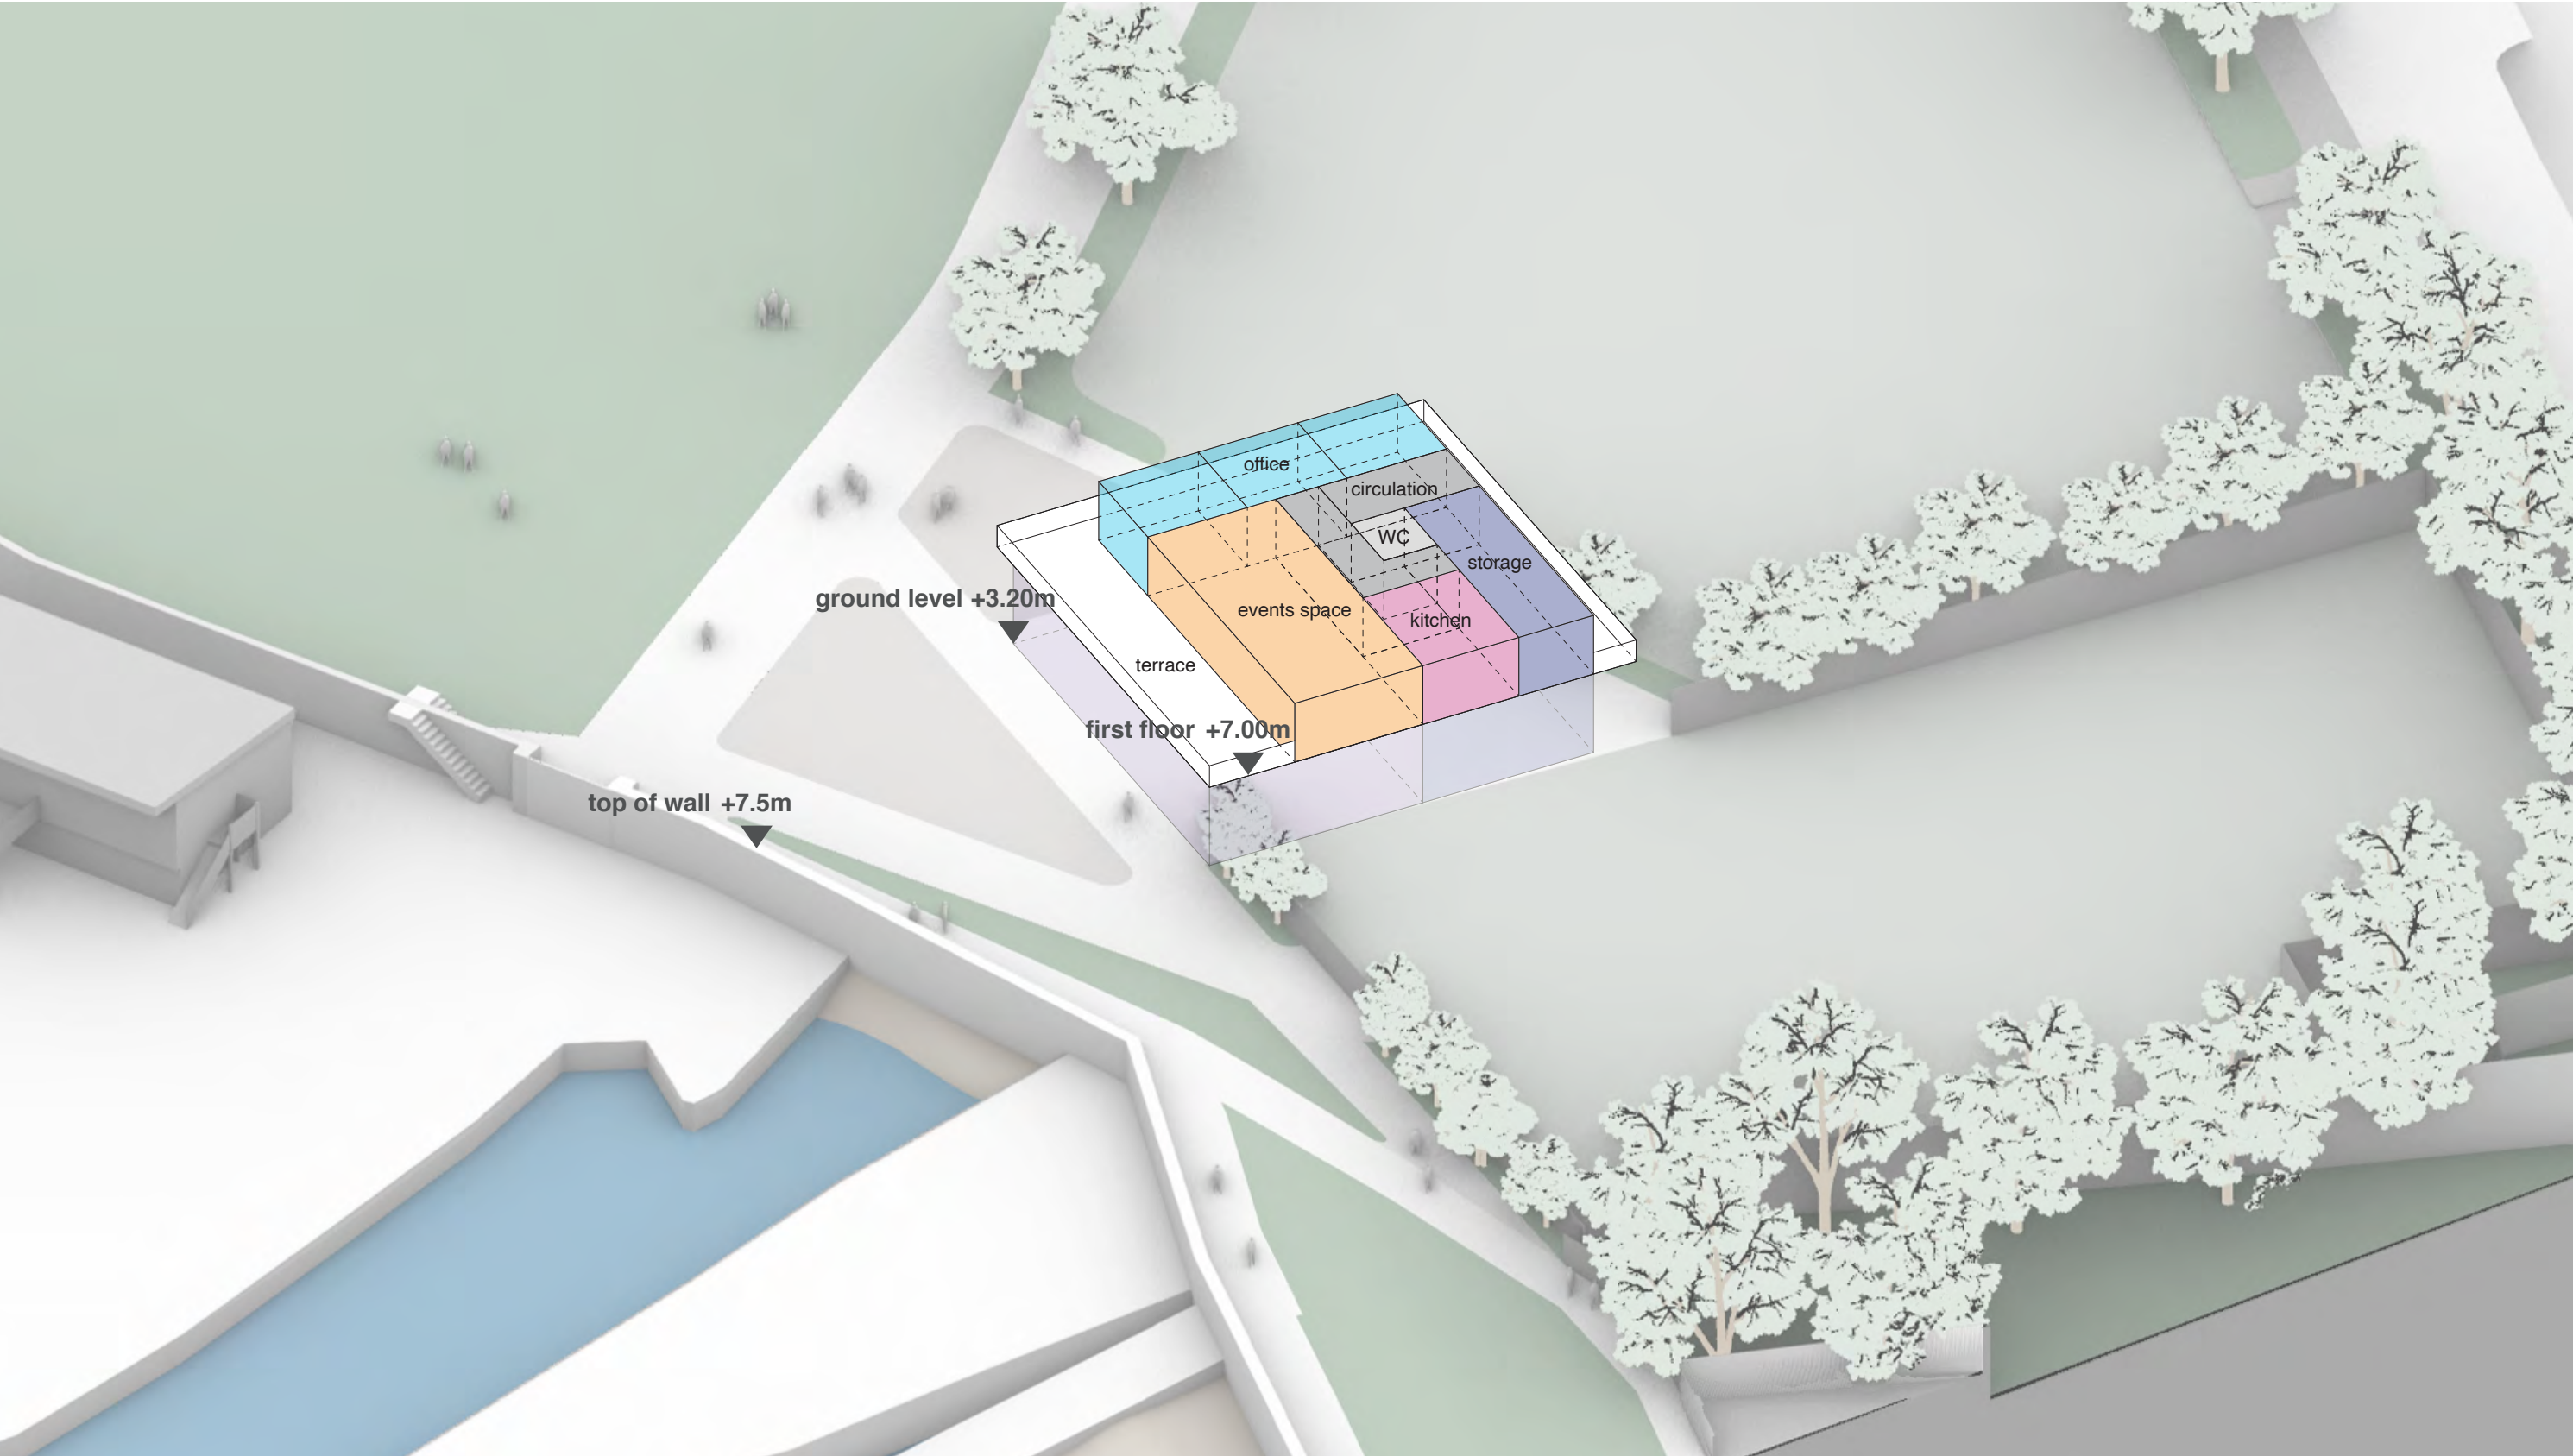 office
circulation
WC
storage
ground level +3.20m
events space
kitchen
terrace
first floor +7.00m
top of wall +7.5m